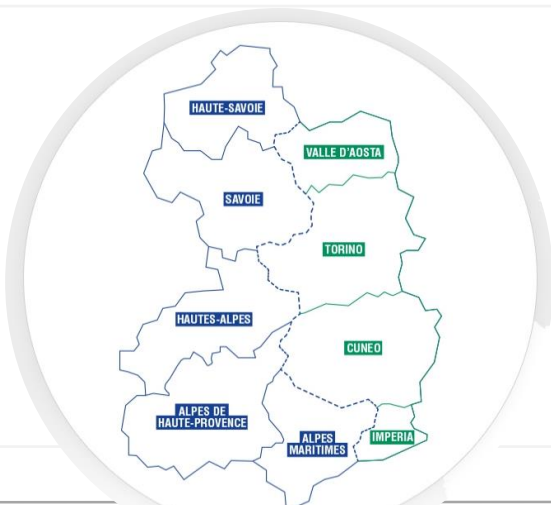 HAUTE-SAVOIE
VALLE D'AOSTA
SAVOIE
TORINO
HAUTES-ALPES
CUNEO
ALPES DE
HAUTE-PROVENCE
ALPES
MARITIMES
IMPERIA